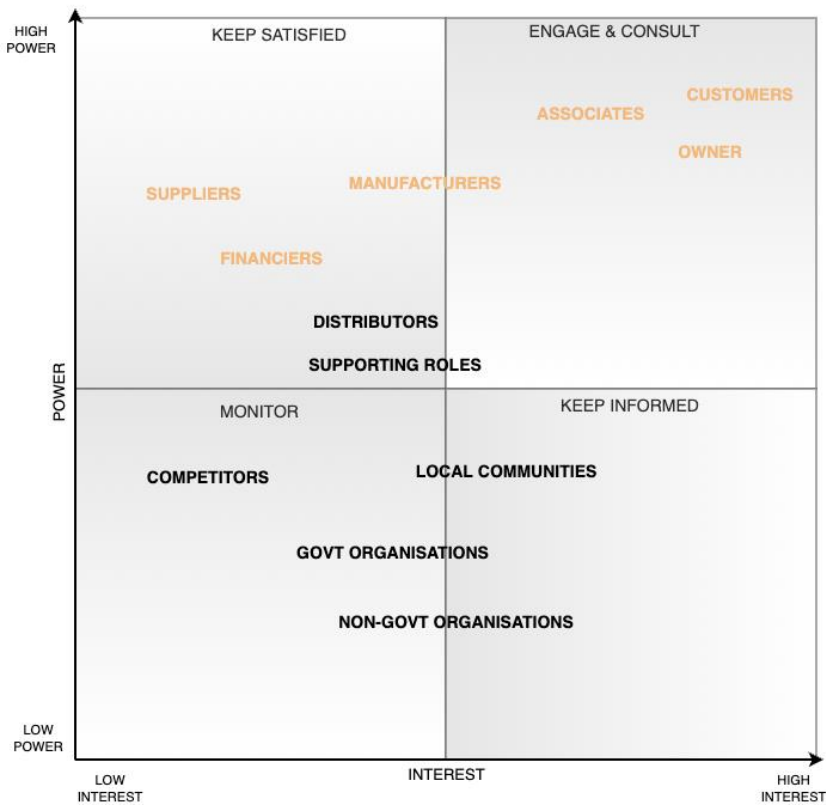 HIGH
POWER
KEEP SATISFIED
ENGAGE & CONSULT
CUSTOMERS
ASSOCIATES
OWNER
MANUFACTURERS
SUPPLIERS
FINANCIERS
DISTRIBUTORS
SUPPORTING ROLES
POWER
MONITOR
KEEP INFORMED
COMPETITORS
LOCAL COMMUNITIES
GOVT ORGANISATIONS
NON-GOVT ORGANISATIONS
LOW
POWER
LOW
INTEREST
INTEREST
HIGH
INTEREST